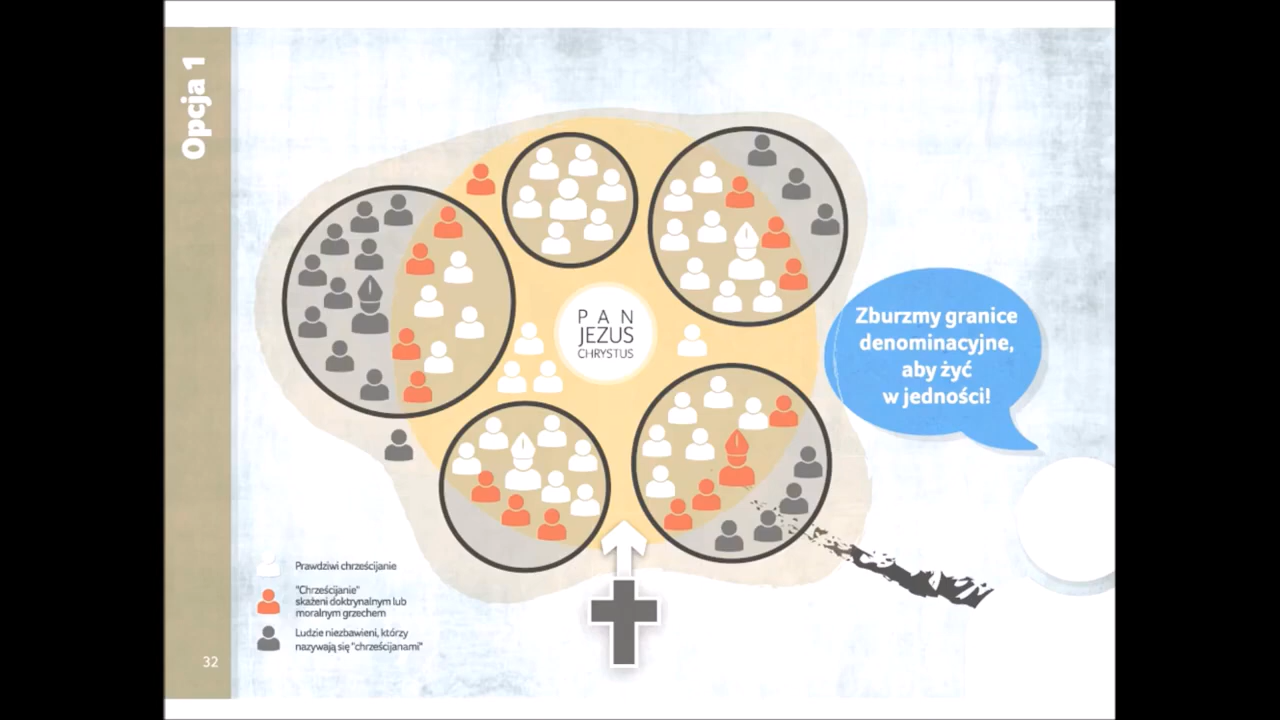 Opcja 1
PAN
JEZUS
CHRYSTUS
Zburzmy granice
denominacyjne,
aby żyć
w jedności!
Prawdziwi chrześcijanie
"Chrześcijanie"
skażeni doktrynalnym lub
moralnym grzechem
Ludzie niezbawieni, którzy
nazywają się "chrześcijanami"
32